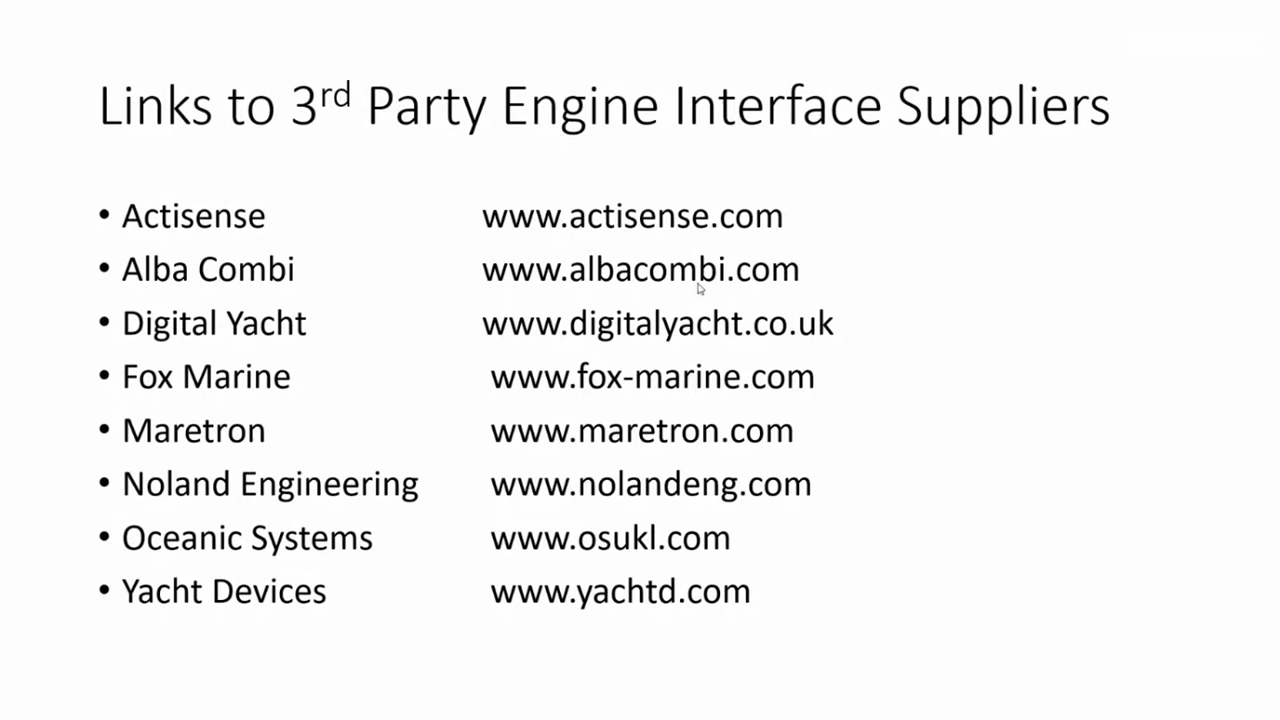 Links to 3rd Party Engine Interface Suppliers
• Actisense www.actisense.com
• Alba Combi www.albacombi.com
• Digital Yacht www.digitalyacht.co.uk
• Fox Marine www.fox-marine.com
• Maretron www.maretron.com
• Noland Engineering www.nolandeng.com
• Oceanic Systems www.osukl.com
• Yacht Devices www.yachtd.com